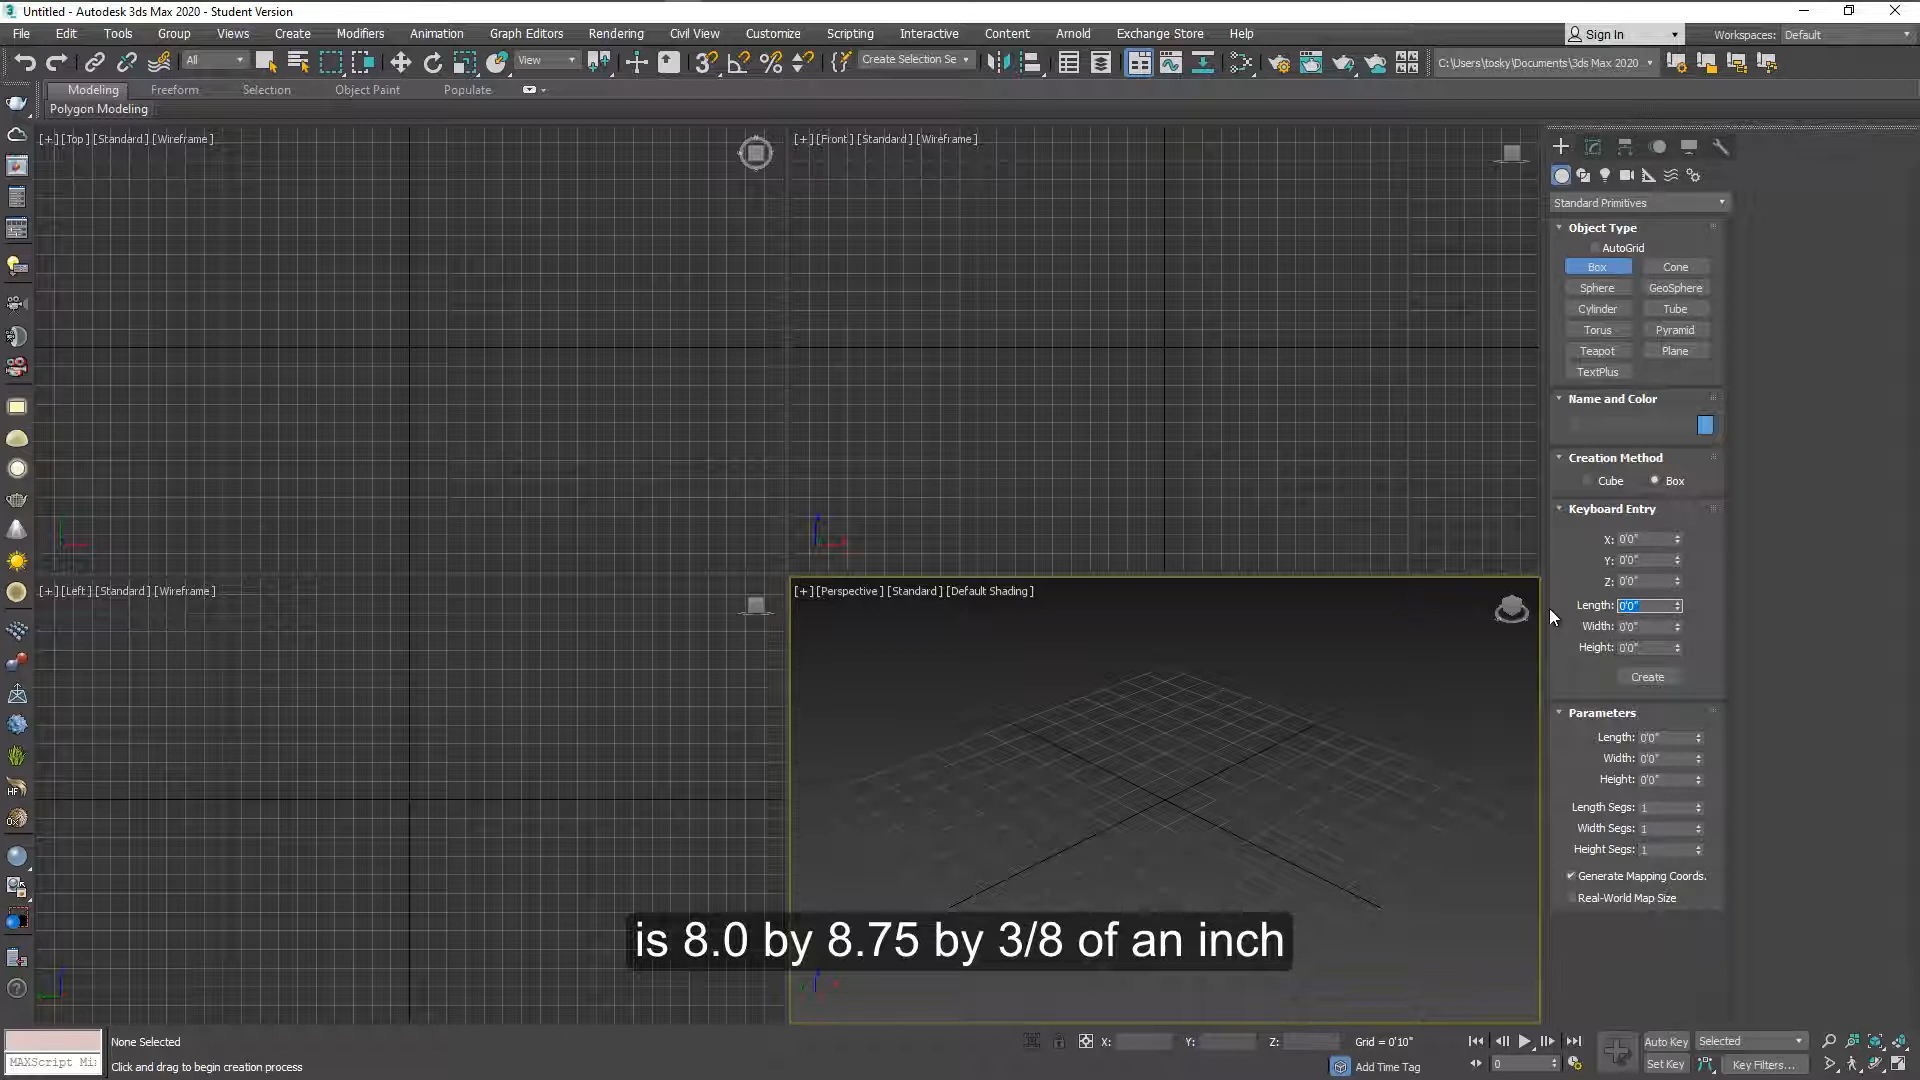 Untitled - Autodesk 3ds Max 2020 - Student Version
File Edit Tools Group Views Create Modifiers Animation Graph Editors Rendering Civil View Customize Scripting Interactive Content Arnold Exchange Store Help
Sign In Workspaces: Default
All View Create Selection Se C:\Users\tosky\Documents\3ds Max 2020
Modeling Freeform Selection Object Paint Populate
Polygon Modeling
[+] [Top] [Standard] [Wireframe]
[+] [Front] [Standard] [Wireframe]
Standard Primitives
Object Type
AutoGrid
Box Cone
Sphere GeoSphere
Cylinder Tube
Torus Pyramid
Teapot Plane
TextPlus
Name and Color
Creation Method
Cube Box
Keyboard Entry
X: 0'0"
Y: 0'0"
Z: 0'0"
[+] [Left] [Standard] [Wireframe]
[+] [Perspective] [Standard] [Default Shading]
Length: 0'0"
Width: 0'0"
Height: 0'0"
Create
Parameters
Length: 0'0"
Width: 0'0"
Height: 0'0"
Length Segs: 1
Width Segs: 1
Height Segs: 1
Generate Mapping Coords.
Real-World Map Size
HF
is 8.0 by 8.75 by 3/8 of an inch
None Selected X: Y: Z: Grid = 0'10" Auto Key Selected
MAXScript Mi: Click and drag to begin creation process Add Time Tag 0 Set Key Key Filters...